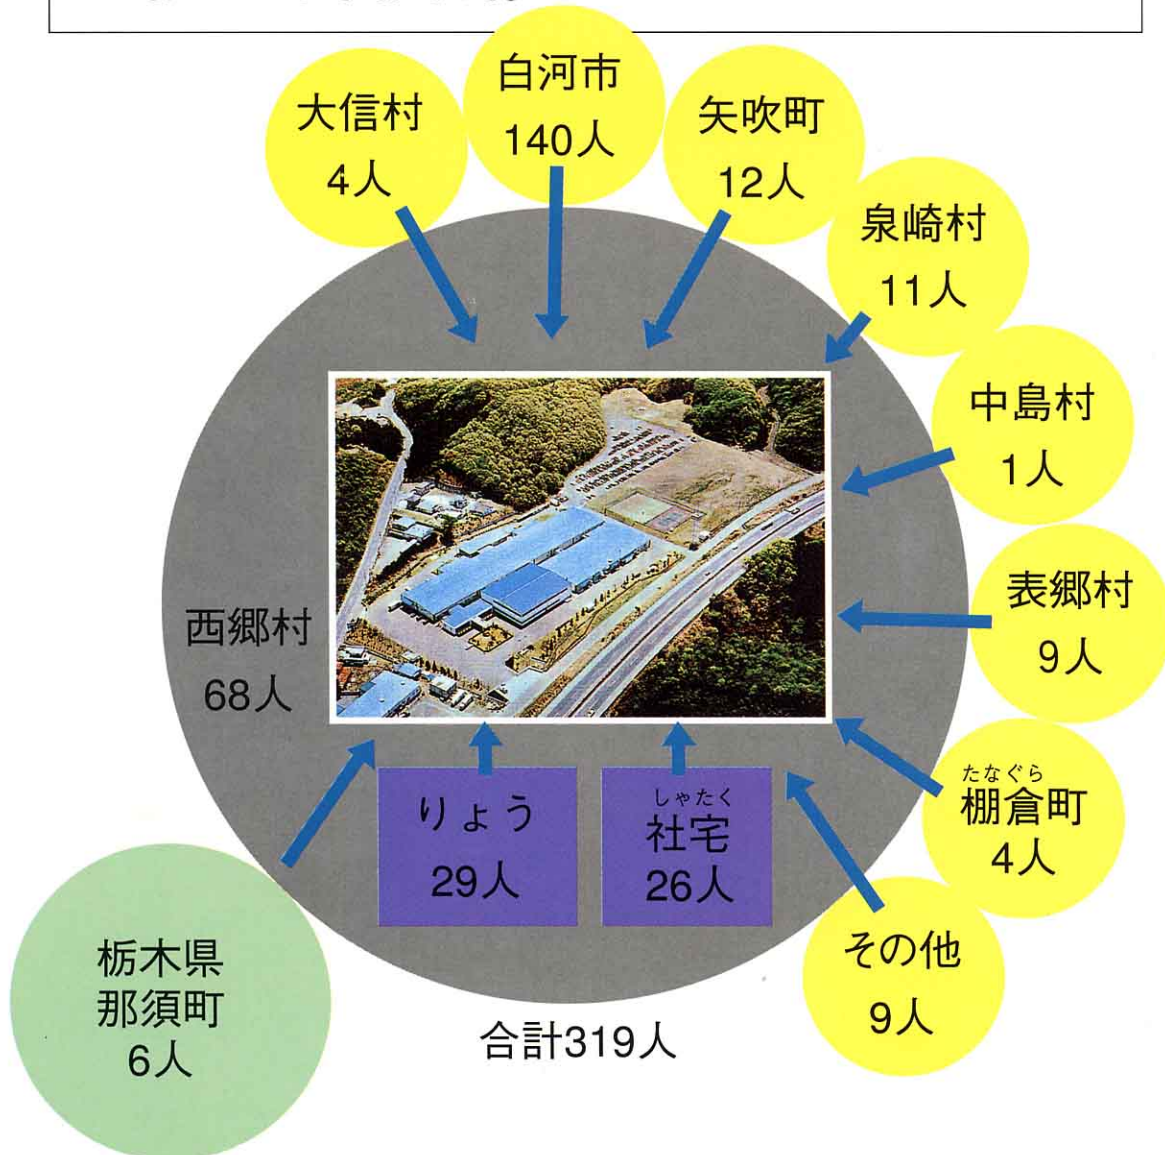 大信村
4人
白河市
140人
矢吹町
12人
泉崎村
11人
中島村
1人
表郷村
9人
たなぐら
棚倉町
4人
その他
9人
西郷村
68人
りょう
29人
しゃたく
社宅
26人
栃木県
那須町
6人
合計319人